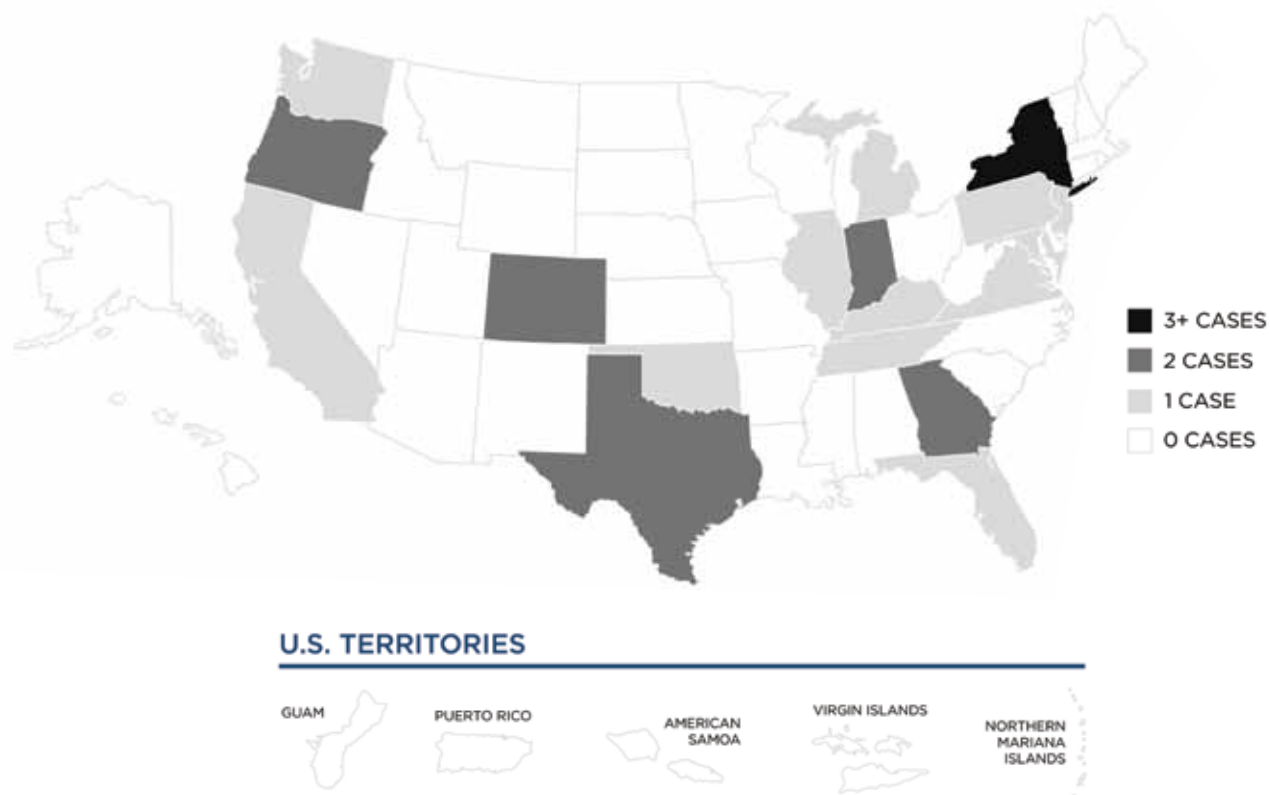 3+ CASES
2 CASES
1 CASE
0 CASES
U.S. TERRITORIES
GUAM
PUERTO RICO
AMERICAN
SAMOA
VIRGIN ISLANDS
NORTHERN
MARIANA
ISLANDS